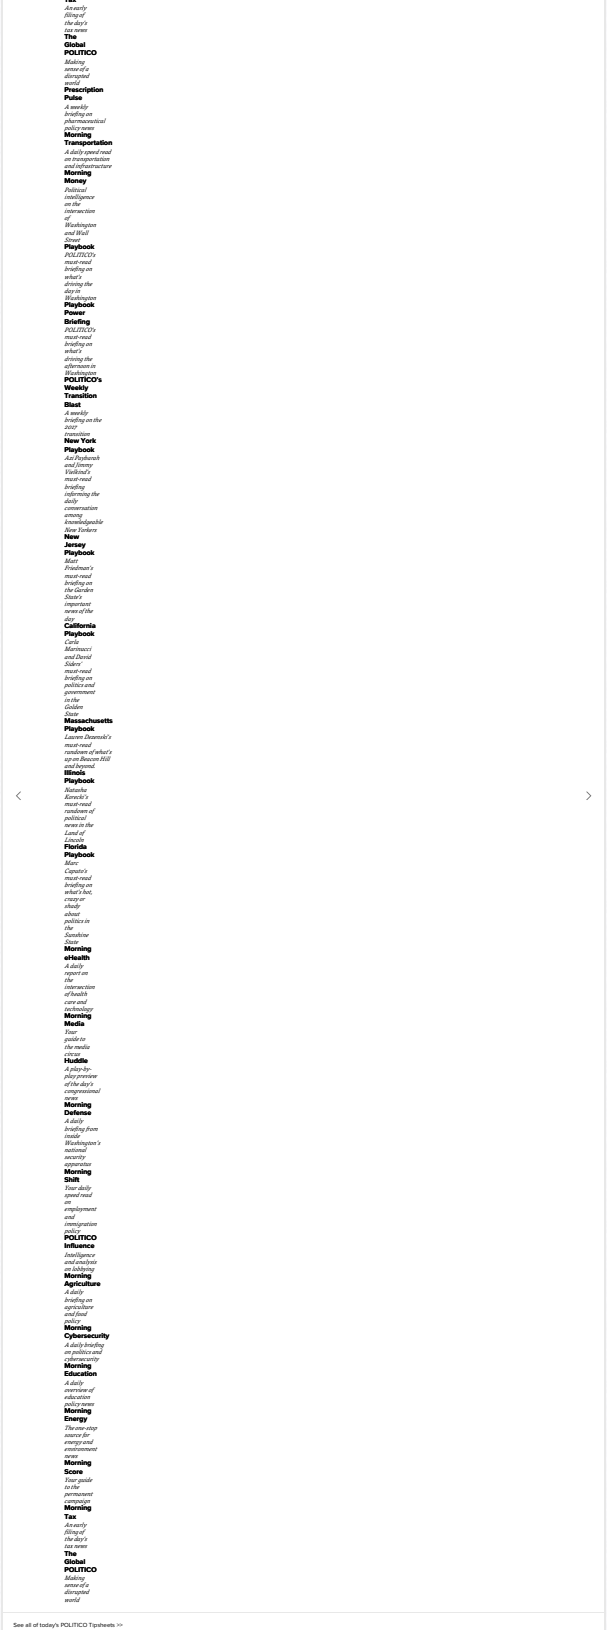 Tax
An early
filing of
the day's
tax news
The
Global
POLITICO
Making
sense of a
disrupted
world
Prescription
Pulse
A weekly
briefing on
pharmaceutical
policy news
Morning
Transportation
A daily speed read
on transportation
and infrastructure
Morning
Money
Political
intelligence
on the
intersection
of
Washington
and Wall
Street
Playbook
POLITICO's
must-read
briefing on
what's
driving the
day in
Washington
Playbook
Power
Briefing
POLITICO's
must-read
briefing on
what's
driving the
afternoon in
Washington
POLITICO's
Weekly
Transition
Blast
A weekly
briefing on the
2017
transition
New York
Playbook
Azi Paybarah
and Jimmy
Vielkind's
must-read
briefing
informing the
daily
conversation
among
knowledgeable
New Yorkers
New
Jersey
Playbook
Matt
Friedman's
must-read
briefing on
the Garden
State's
important
news of the
day
California
Playbook
Carla
Marinucci
and David
Siders'
must-read
briefing on
politics and
government
in the
Golden
State
Massachusetts
Playbook
Lauren Dezenski's
must-read
rundown of what's
up on Beacon Hill
and beyond.
Illinois
Playbook
Natasha
Korecki's
must-read
rundown of
political
news in the
Land of
Lincoln
Florida
Playbook
Marc
Caputo's
must-read
briefing on
what's hot,
crazy or
shady
about
politics in
the
Sunshine
State
Morning
eHealth
A daily
report on
the
intersection
of health
care and
technology
Morning
Media
Your
guide to
the media
circus
Huddle
A play-by-
play preview
of the day's
congressional
news
Morning
Defense
A daily
briefing from
inside
Washington's
national
security
apparatus
Morning
Shift
Your daily
speed read
on
employment
and
immigration
policy
POLITICO
Influence
Intelligence
and analysis
on lobbying
Morning
Agriculture
A daily
briefing on
agriculture
and food
policy
Morning
Cybersecurity
A daily briefing
on politics and
cybersecurity
Morning
Education
A daily
overview of
education
policy news
Morning
Energy
The one-stop
source for
energy and
environment
news
Morning
Score
Your guide
to the
permanent
campaign
Morning
Tax
An early
filing of
the day's
tax news
The
Global
POLITICO
Making
sense of a
disrupted
world
See all of today's POLITICO Tipsheets >>